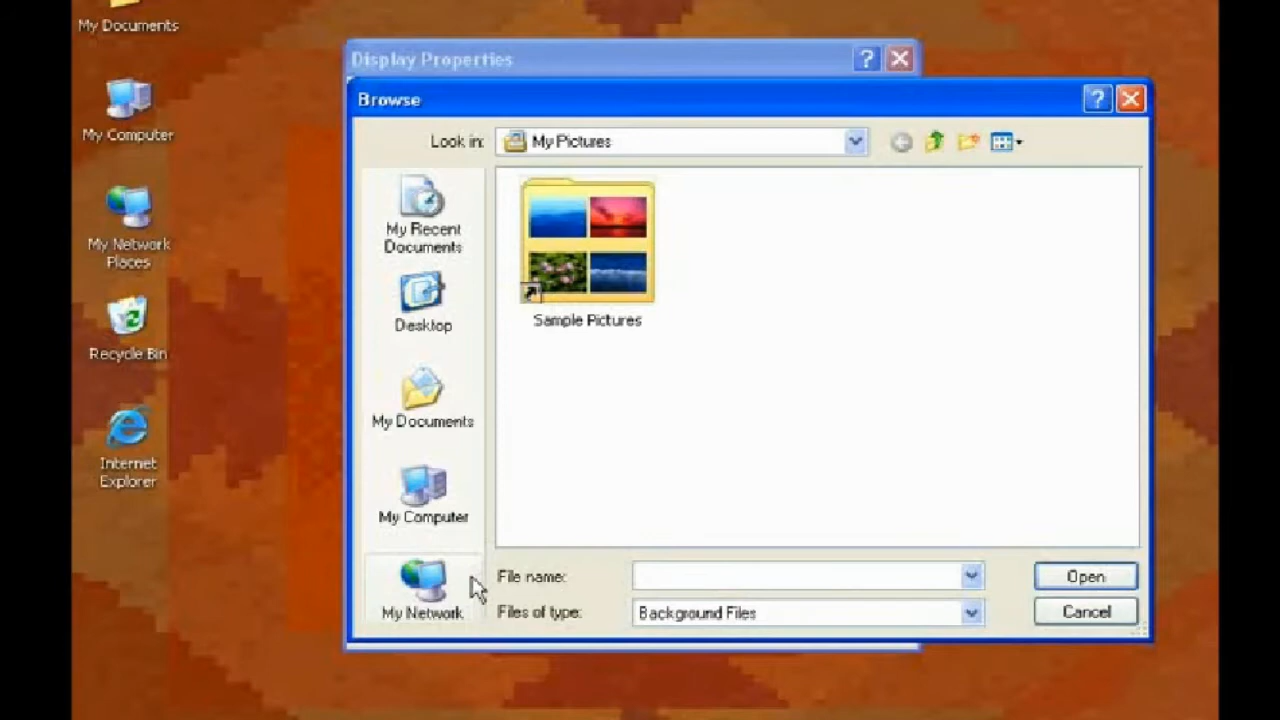 My Documents
My Computer
My Network
Places
Recycle Bin
Internet
Explorer
Display Properties
Browse
Look in:
My Pictures
My Recent
Documents
Desktop
My Documents
My Computer
My Network
Sample Pictures
File name:
Open
Files of type:
Background Files
Cancel